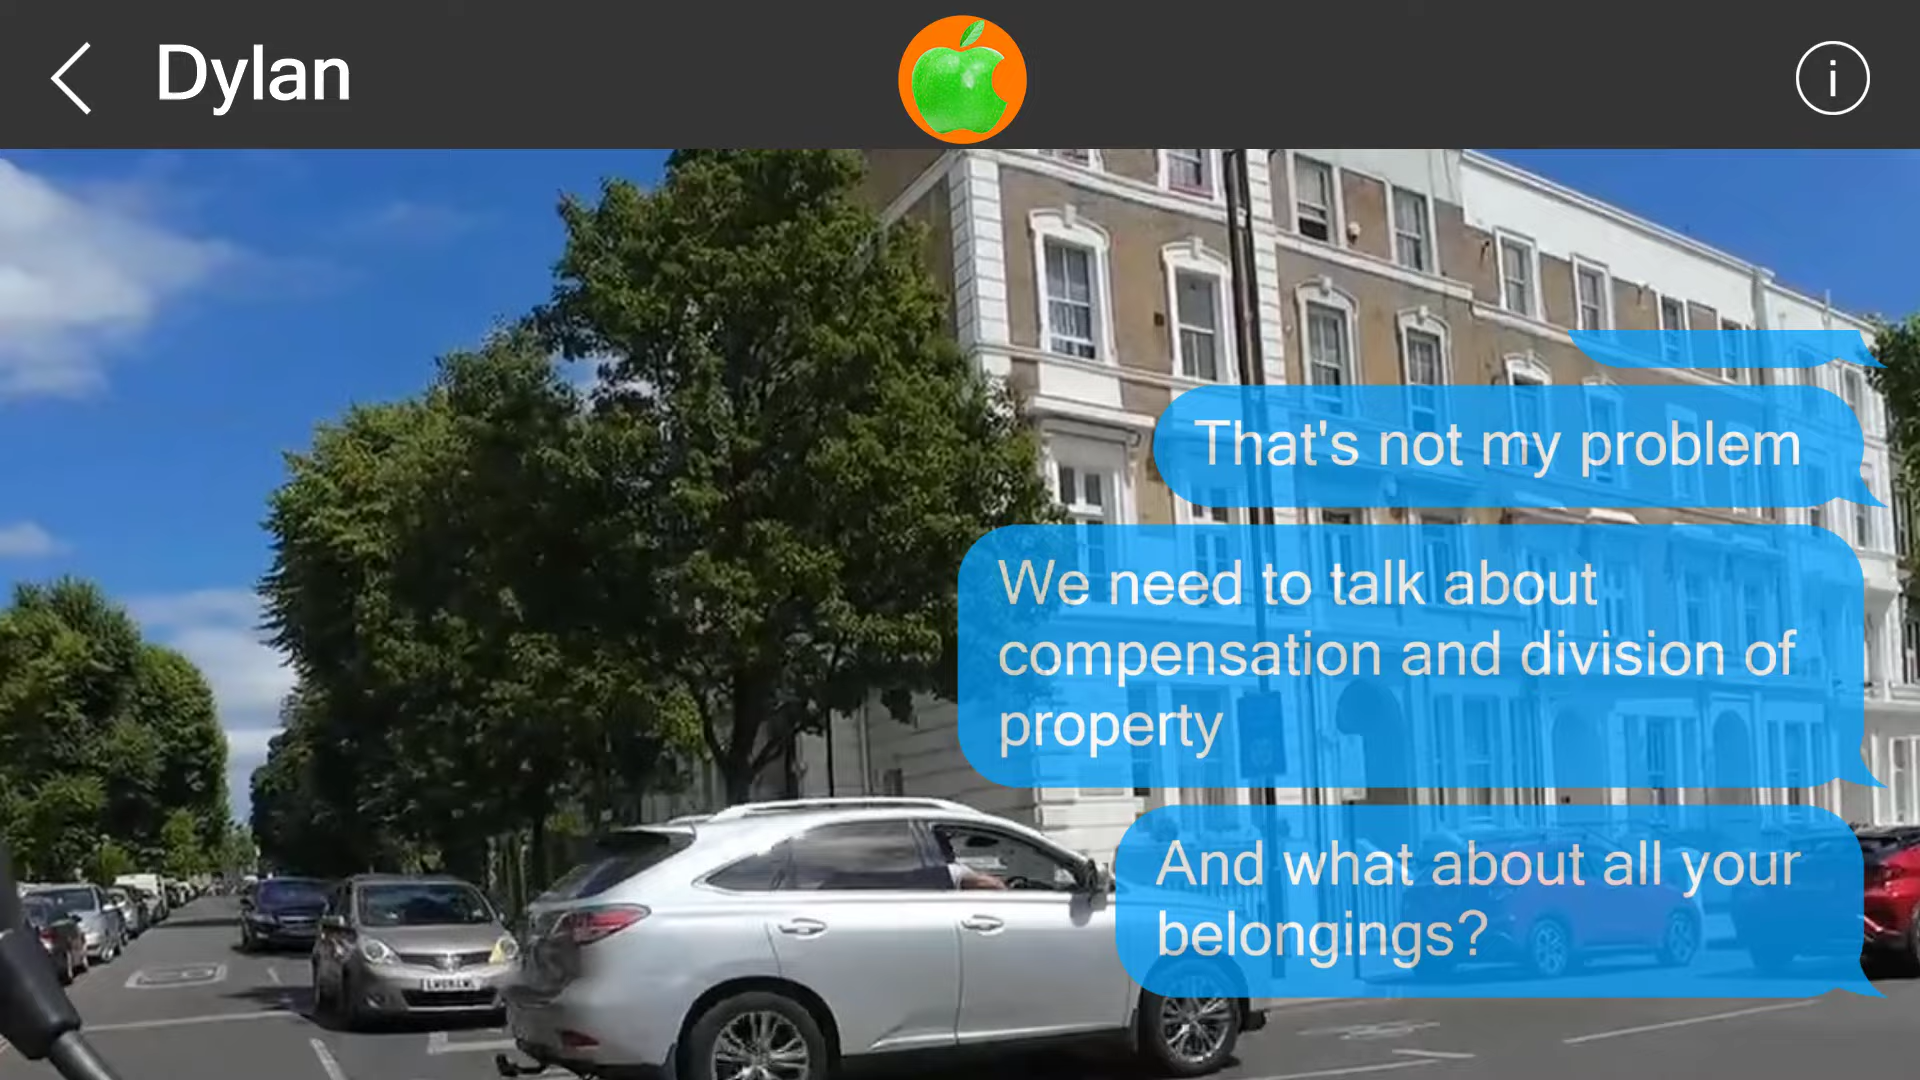 Dylan
That's not my problem
We need to talk about
compensation and division of
property
And what about all your
belongings?